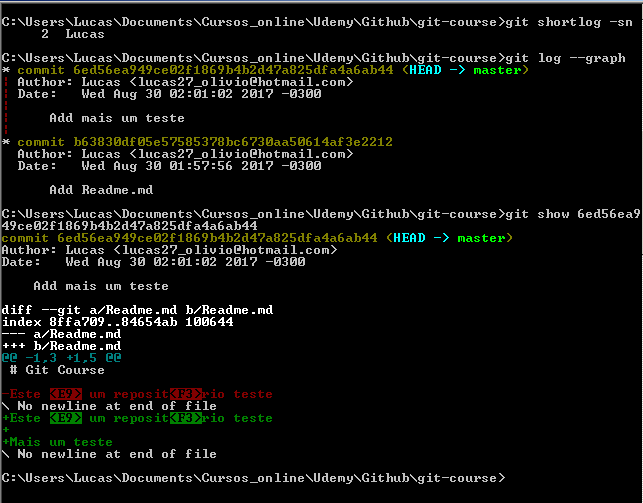 C:\Users\Lucas\Documents\Cursos_online\Udemy\Github\git-course>git shortlog -sn
     2  Lucas
C:\Users\Lucas\Documents\Cursos_online\Udemy\Github\git-course>git log --graph
* commit 6ed56ea949ce02f1869b4b2d47a825dfa4a6ab44 (HEAD -> master)
| Author: Lucas <lucas27_olivio@hotmail.com>
| Date:   Wed Aug 30 02:01:02 2017 -0300
|
|     Add mais um teste
|
* commit b63830df05e57585378bc6730aa50614af3e2212
  Author: Lucas <lucas27_olivio@hotmail.com>
  Date:   Wed Aug 30 01:57:56 2017 -0300
      Add Readme.md
C:\Users\Lucas\Documents\Cursos_online\Udemy\Github\git-course>git show 6ed56ea9
49ce02f1869b4b2d47a825dfa4a6ab44
commit 6ed56ea949ce02f1869b4b2d47a825dfa4a6ab44 (HEAD -> master)
Author: Lucas <lucas27_olivio@hotmail.com>
Date:   Wed Aug 30 02:01:02 2017 -0300
    Add mais um teste
diff --git a/Readme.md b/Readme.md
index 8ffa709..84654ab 100644
--- a/Readme.md
+++ b/Readme.md
@@ -1,3 +1,5 @@
 # Git Course
-Este <E9> um reposit<F3>rio teste
\ No newline at end of file
+Este <E9> um reposit<F3>rio teste
+
+Mais um teste
\ No newline at end of file
C:\Users\Lucas\Documents\Cursos_online\Udemy\Github\git-course>